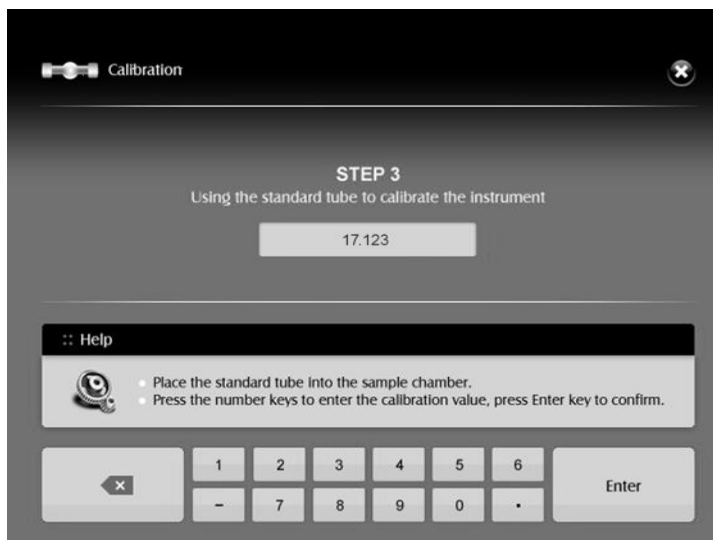 Calibration
STEP 3
Using the standard tube to calibrate the instrument
17.123
:: Help
Place the standard tube into the sample chamber.
Press the number keys to enter the calibration value, press Enter key to confirm.
1 2 3 4 5 6
Enter
− 7 8 9 0 .